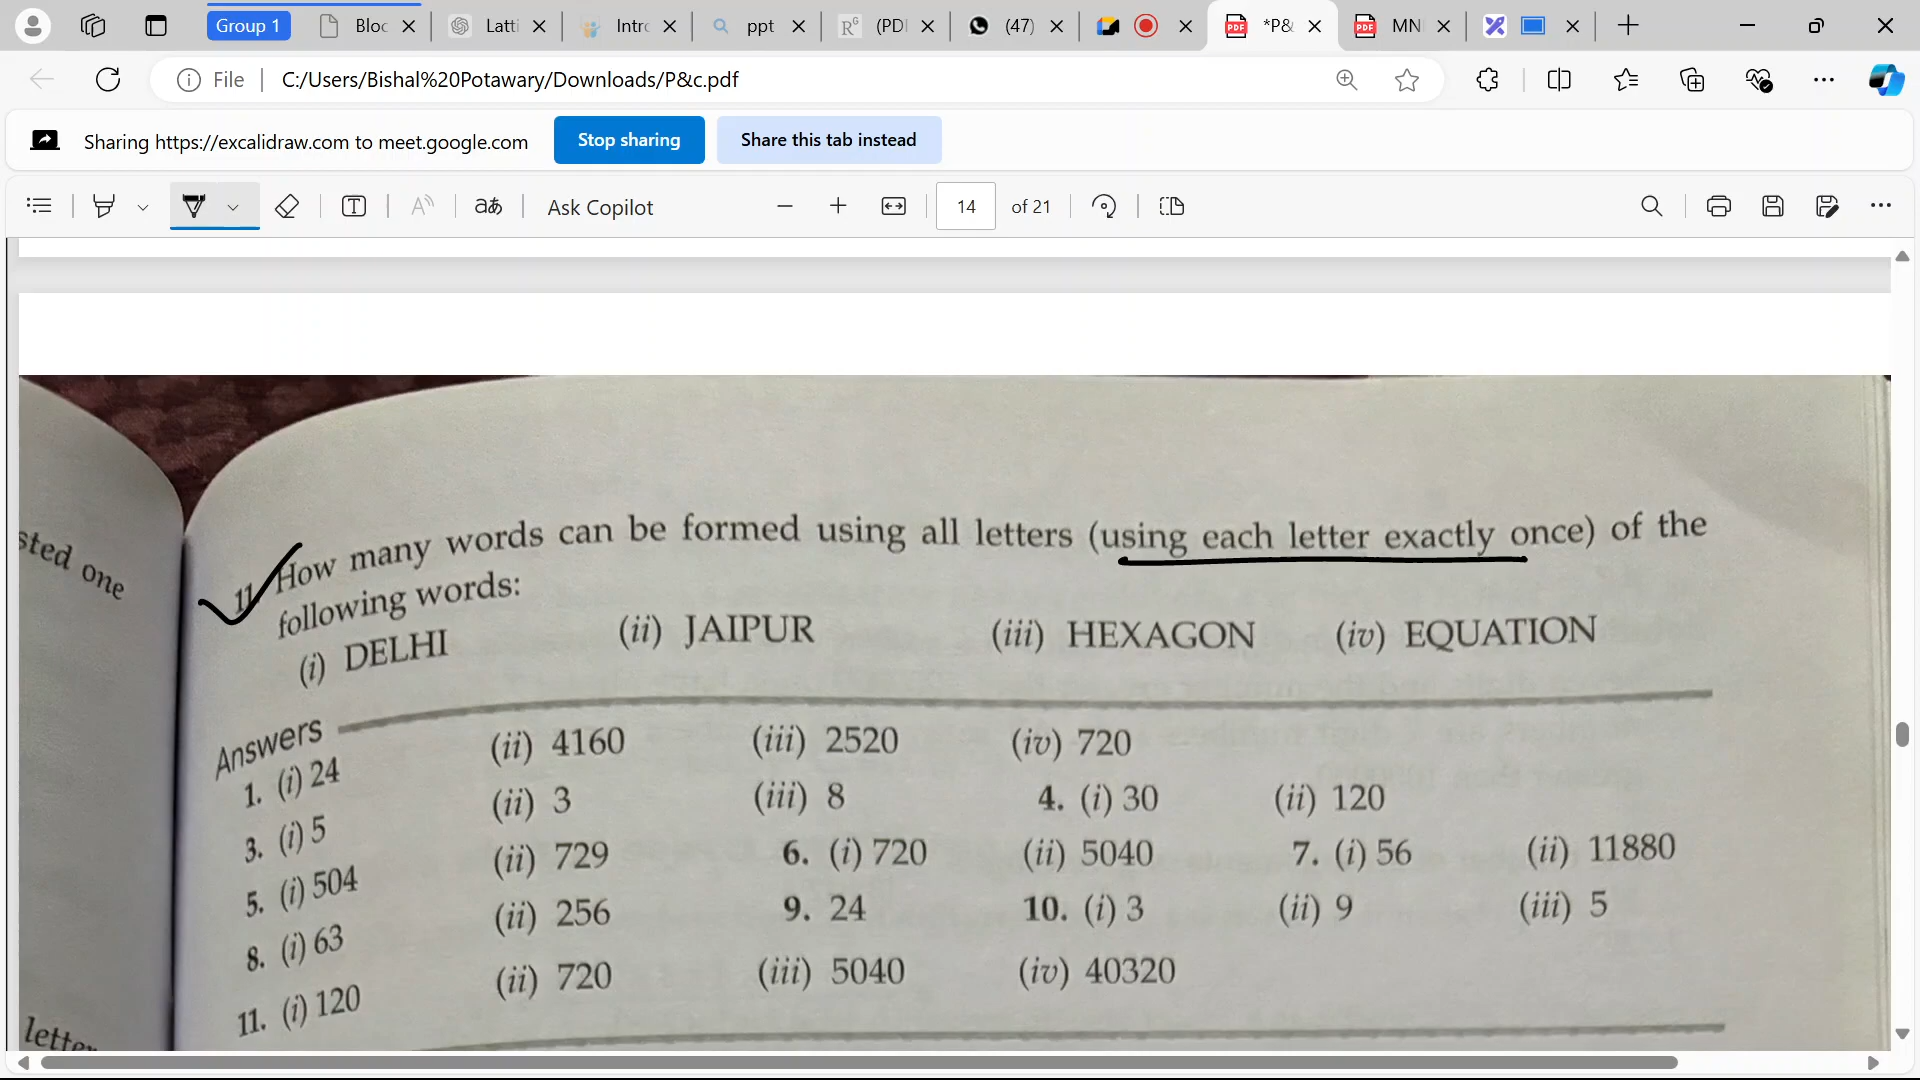 Group 1
Bloc
Latti
Intro
ppt
(PDI
(47)
*P&
MN
File
C:/Users/Bishal%20Potawary/Downloads/P&c.pdf
Sharing https://excalidraw.com to meet.google.com
Stop sharing
Share this tab instead
Ask Copilot
14
of 21
sted one
letter
11. How many words can be formed using all letters (using each letter exactly once) of the
following words:
(i) DELHI (ii) JAIPUR (iii) HEXAGON (iv) EQUATION
Answers
1. (i) 24 (ii) 4160 (iii) 2520 (iv) 720
3. (i) 5 (ii) 3 (iii) 8 4. (i) 30 (ii) 120
5. (i) 504 (ii) 729 6. (i) 720 (ii) 5040 7. (i) 56 (ii) 11880
8. (i) 63 (ii) 256 9. 24 10. (i) 3 (ii) 9 (iii) 5
11. (i) 120 (ii) 720 (iii) 5040 (iv) 40320